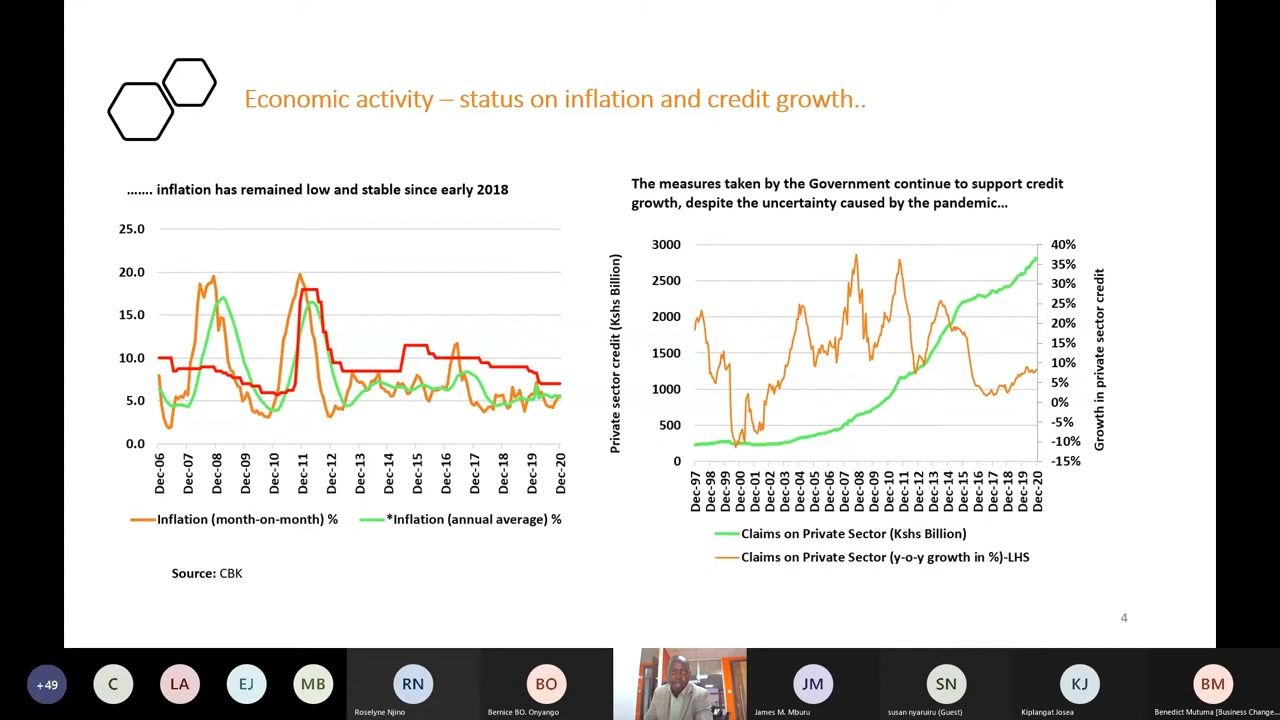 Economic activity – status on inflation and credit growth..
……. inflation has remained low and stable since early 2018
25.0
20.0
15.0
10.0
5.0
0.0
Dec-06
Dec-07
Dec-08
Dec-09
Dec-10
Dec-11
Dec-12
Dec-13
Dec-14
Dec-15
Dec-16
Dec-17
Dec-18
Dec-19
Dec-20
Inflation (month-on-month) %
*Inflation (annual average) %
Source: CBK
The measures taken by the Government continue to support credit
growth, despite the uncertainty caused by the pandemic…
Private sector credit (Kshs Billion)
3000
2500
2000
1500
1000
500
0
40%
35%
30%
25%
20%
15%
10%
5%
0%
-5%
-10%
-15%
Growth in private sector credit
Dec-97
Dec-98
Dec-99
Dec-00
Dec-01
Dec-02
Dec-03
Dec-04
Dec-05
Dec-06
Dec-07
Dec-08
Dec-09
Dec-10
Dec-11
Dec-12
Dec-13
Dec-14
Dec-15
Dec-16
Dec-17
Dec-18
Dec-19
Dec-20
Claims on Private Sector (Kshs Billion)
Claims on Private Sector (y-o-y growth in %)-LHS
4
+49
C
LA
EJ
MB
RN
Roselyne Njino
BO
Bernice BO. Onyango
JM
James M. Mburu
SN
susan nyaruiru (Guest)
KJ
Kiplangat Josea
BM
Benedict Mutuma [Business Change...